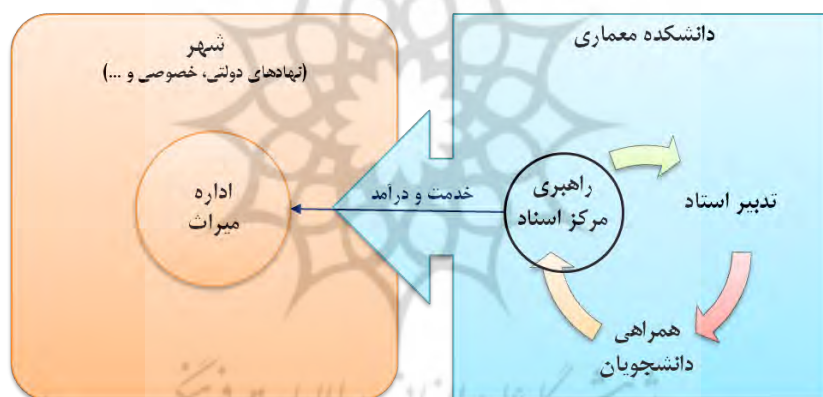 دانشکده معماری
راهبری
مرکز اسناد
تدبیر استاد
همراهی
دانشجویان
خدمت و درآمد
شهر
(نهادهای دولتی، خصوصی و ...)
اداره
میراث